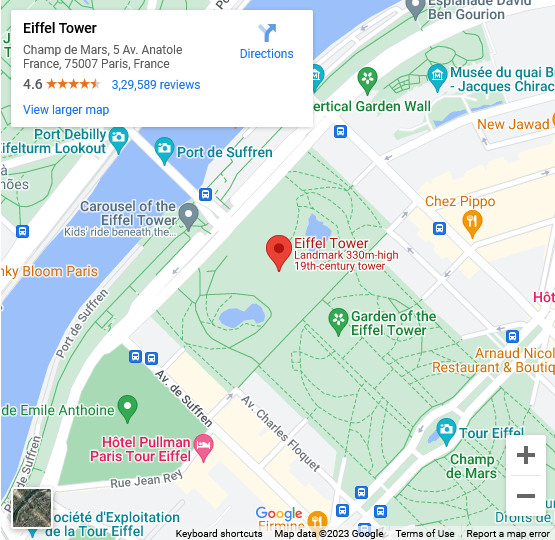 Esplanade David
Ben Gourion
Eiffel Tower
Champ de Mars, 5 Av. Anatole
France, 75007 Paris, France
4.6
3,29,589 reviews
View larger map
Directions
Musée du quai B
- Jacques Chirac
Vertical Garden Wall
New Jawad
Port Debilly
ifelturm Lookout
Port de Suffren
Carousel of the
Eiffel Tower
Kids' ride beneath the...
Chez Pippo
Eiffel Tower
Landmark 330m-high
19th-century tower
nky Bloom Paris
Port de Suffren
Garden of the
Eiffel Tower
Hôt
Arnaud Nicol
Restaurant & Boutiqu
Av. de Suffren
Av. Charles Floquet
de Emile Anthoine
Hôtel Pullman
Paris Tour Eiffel
Rue Jean Rey
Tour Eiffel
Champ
de Mars
t de Suffren
Société d'Exploitation
de la Tour Eiffel
Google
Firmine
Droits de
Keyboard shortcuts
Map data ©2023 Google
Terms of Use
Report a map error